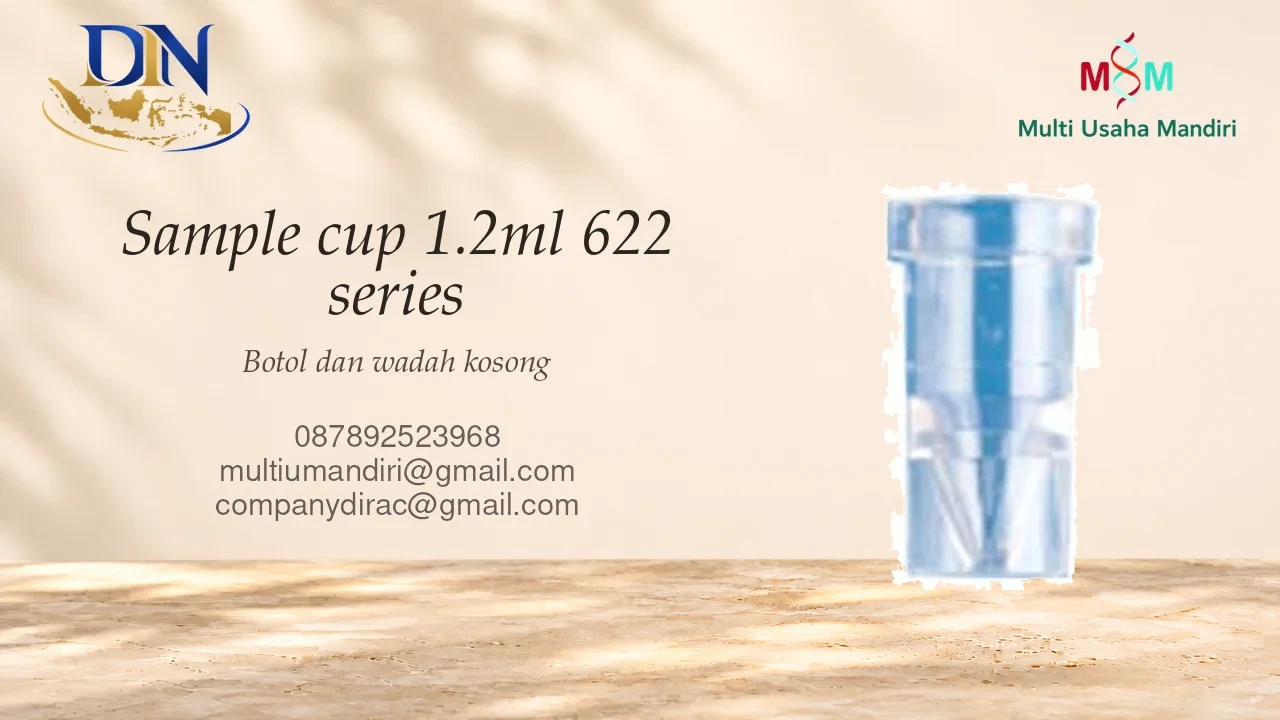 DIN
M M
Multi Usaha Mandiri
Sample cup 1.2ml 622
series
Botol dan wadah kosong
087892523968
multiumandiri@gmail.com
companydirac@gmail.com